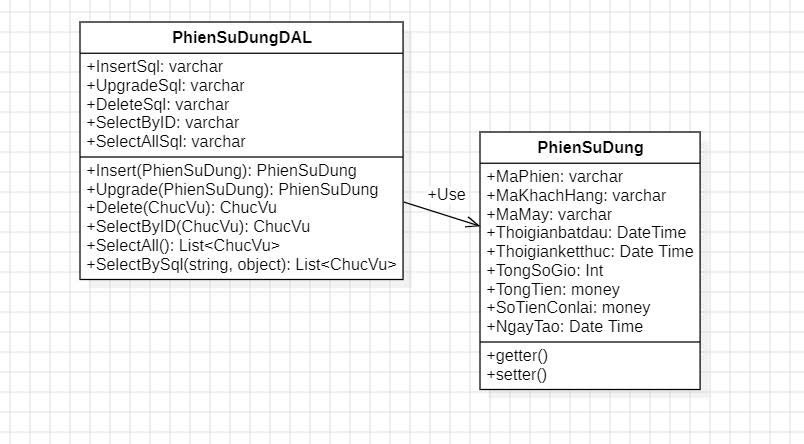 PhienSuDungDAL
+InsertSql: varchar
+UpgradeSql: varchar
+DeleteSql: varchar
+SelectByID: varchar
+SelectAllSql: varchar
+Insert(PhienSuDung): PhienSuDung
+Upgrade(PhienSuDung): PhienSuDung
+Delete(ChucVu): ChucVu
+SelectByID(ChucVu): ChucVu
+SelectAll(): List<ChucVu>
+SelectBySql(string, object): List<ChucVu>
+Use
PhienSuDung
+MaPhien: varchar
+MaKhachHang: varchar
+MaMay: varchar
+Thoigianbatdau: DateTime
+Thoigianketthuc: Date Time
+TongSoGio: Int
+TongTien: money
+SoTienConlai: money
+NgayTao: Date Time
+getter()
+setter()